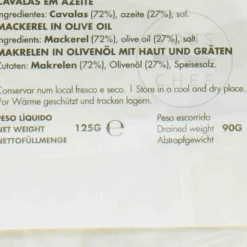 CAVALAS EM AZEITE
Ingredientes: Cavalas (72%), azeite (27%), sal.
MACKEREL IN OLIVE OIL
Ingredients: Mackerel (72%), olive oil (27%), salt.
MAKRELEN IN OLIVENÖL MIT HAUT UND GRÄTEN
Zutaten: Makrelen (72%), Olivenöl (27%), Speisesalz.
CHEF
Conservar num local fresco e seco. | Store in a cool and dry place.
Vor Wärme geschützt und trocken lagern.
PESO LÍQUIDO
NET WEIGHT 125G ℮
NETTOFÜLLMENGE
Peso escorrido
Drained weight 90G
Abtropfgewicht